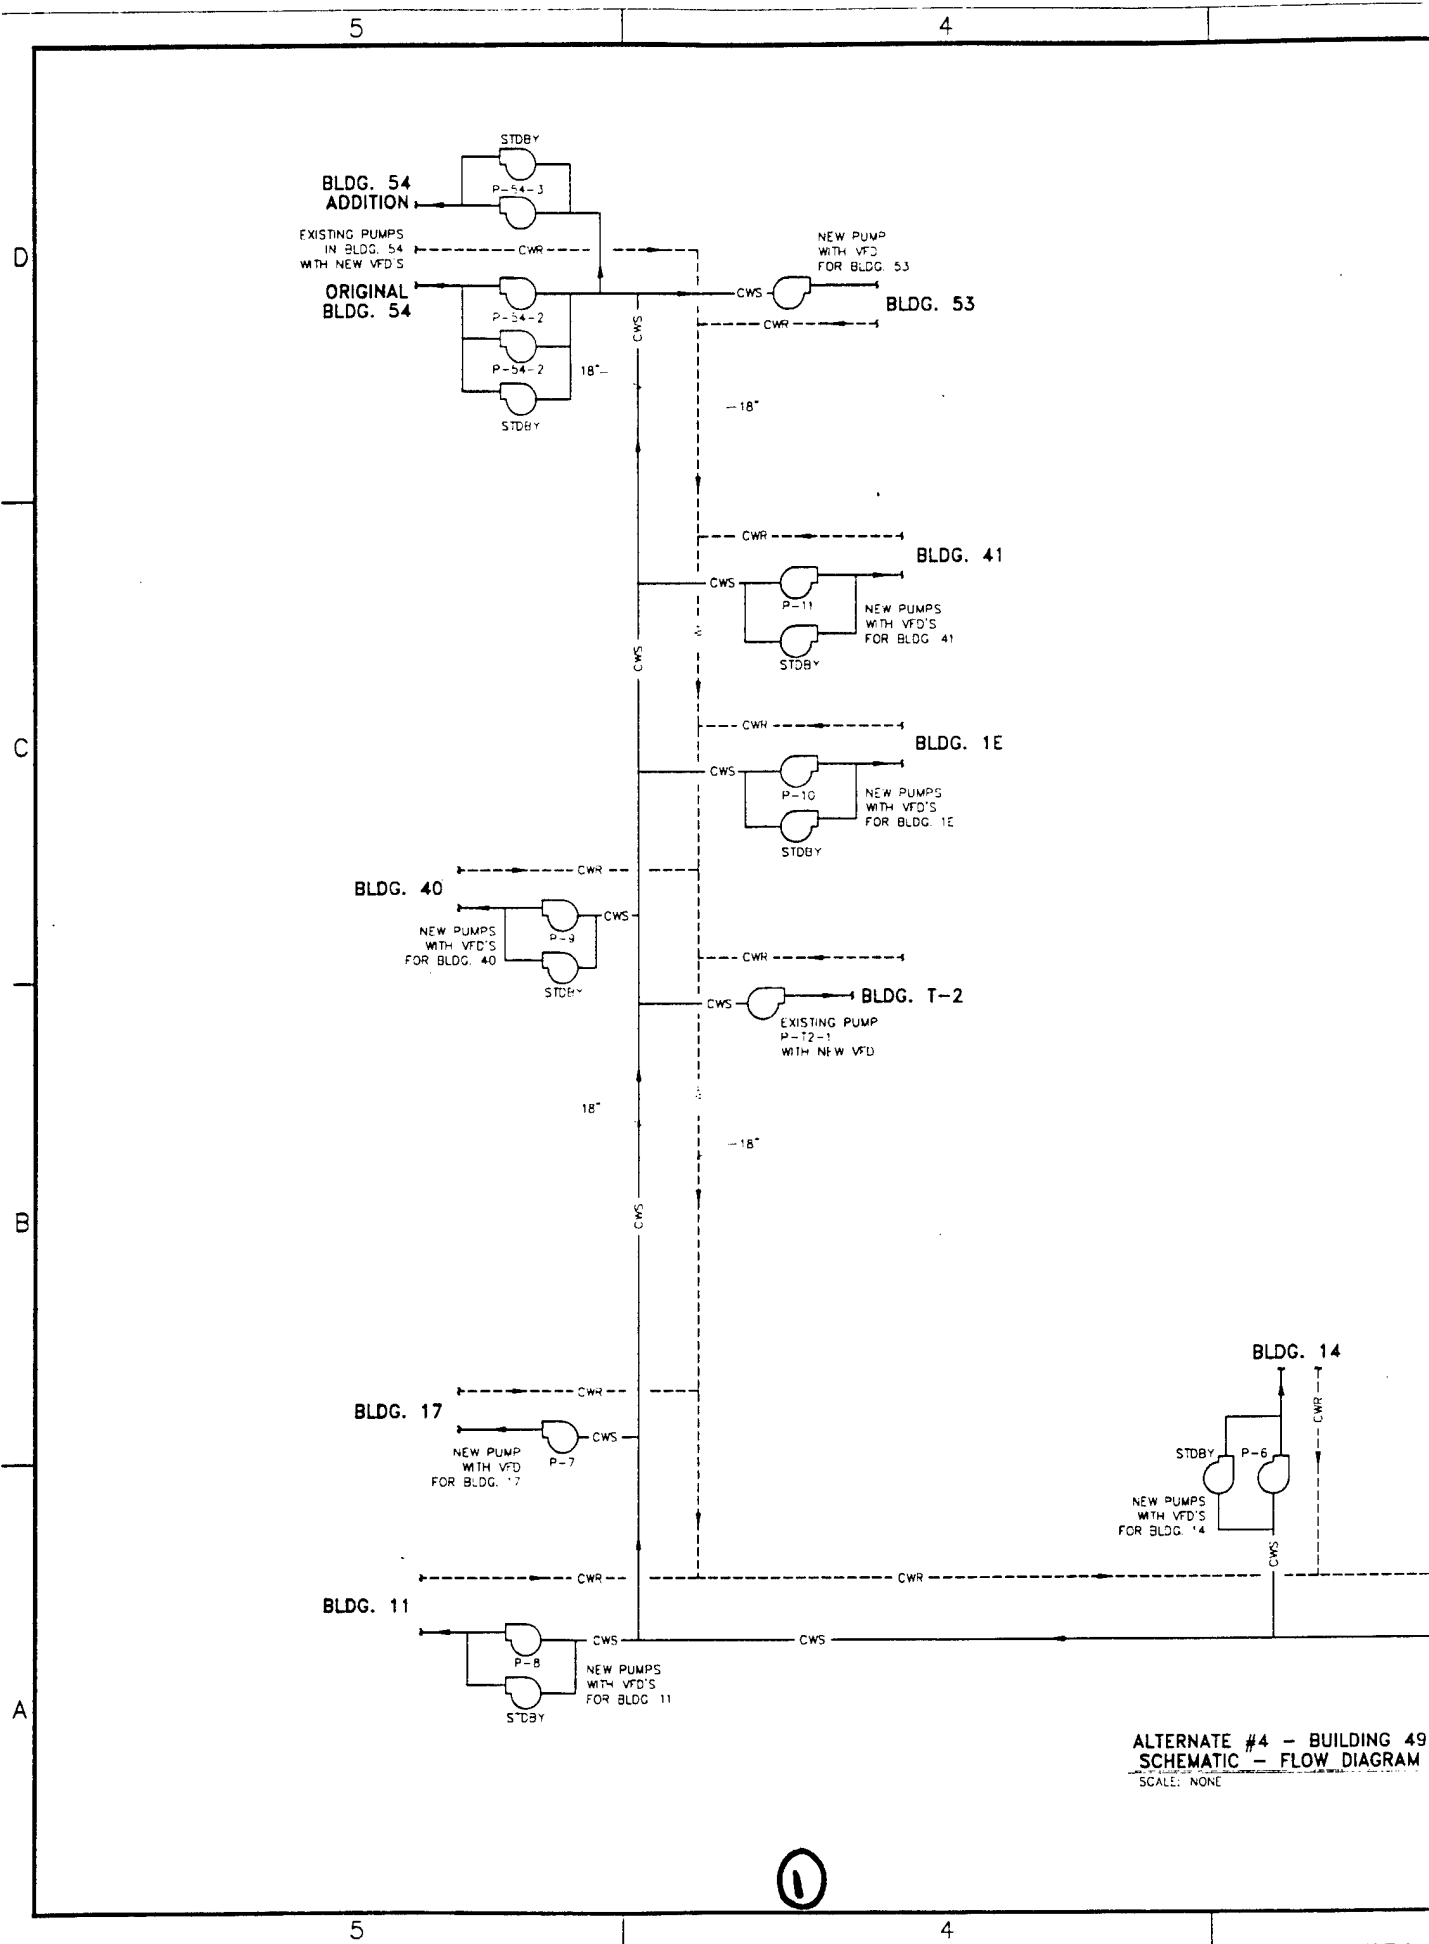 5
4
STDBY
BLDG. 54
ADDITION
P-54-3
EXISTING PUMPS
IN BLDG. 54
WITH NEW VFD'S
CWR
NEW PUMP
WITH VFD
FOR BLDG. 53
D
ORIGINAL
BLDG. 54
P-54-2
CWS
BLDG. 53
CWS
CWR
P-54-2
18"
18"
STDBY
CWR
BLDG. 41
CWS
P-11
NEW PUMPS
WITH VFD'S
FOR BLDG 41
CWS
STDBY
CWR
BLDG. 1E
C
CWS
P-10
NEW PUMPS
WITH VFD'S
FOR BLDG. 1E
STDBY
CWR
BLDG. 40
CWS
NEW PUMPS
WITH VFD'S
FOR BLDG. 40
P-9
CWR
STDBY
CWS
BLDG. T-2
EXISTING PUMP
P-T2-1
WITH NEW VFD
18"
18"
B
CWS
BLDG. 14
CWR
BLDG. 17
CWR
CWS
NEW PUMP
WITH VFD
FOR BLDG. 17
P-7
STDBY
P-6
NEW PUMPS
WITH VFD'S
FOR BLDG. 14
CWS
CWR
CWR
BLDG. 11
CWS
CWS
P-8
NEW PUMPS
WITH VFD'S
FOR BLDG 11
A
STDBY
ALTERNATE #4 - BUILDING 49
SCHEMATIC - FLOW DIAGRAM
SCALE: NONE
1
5
4